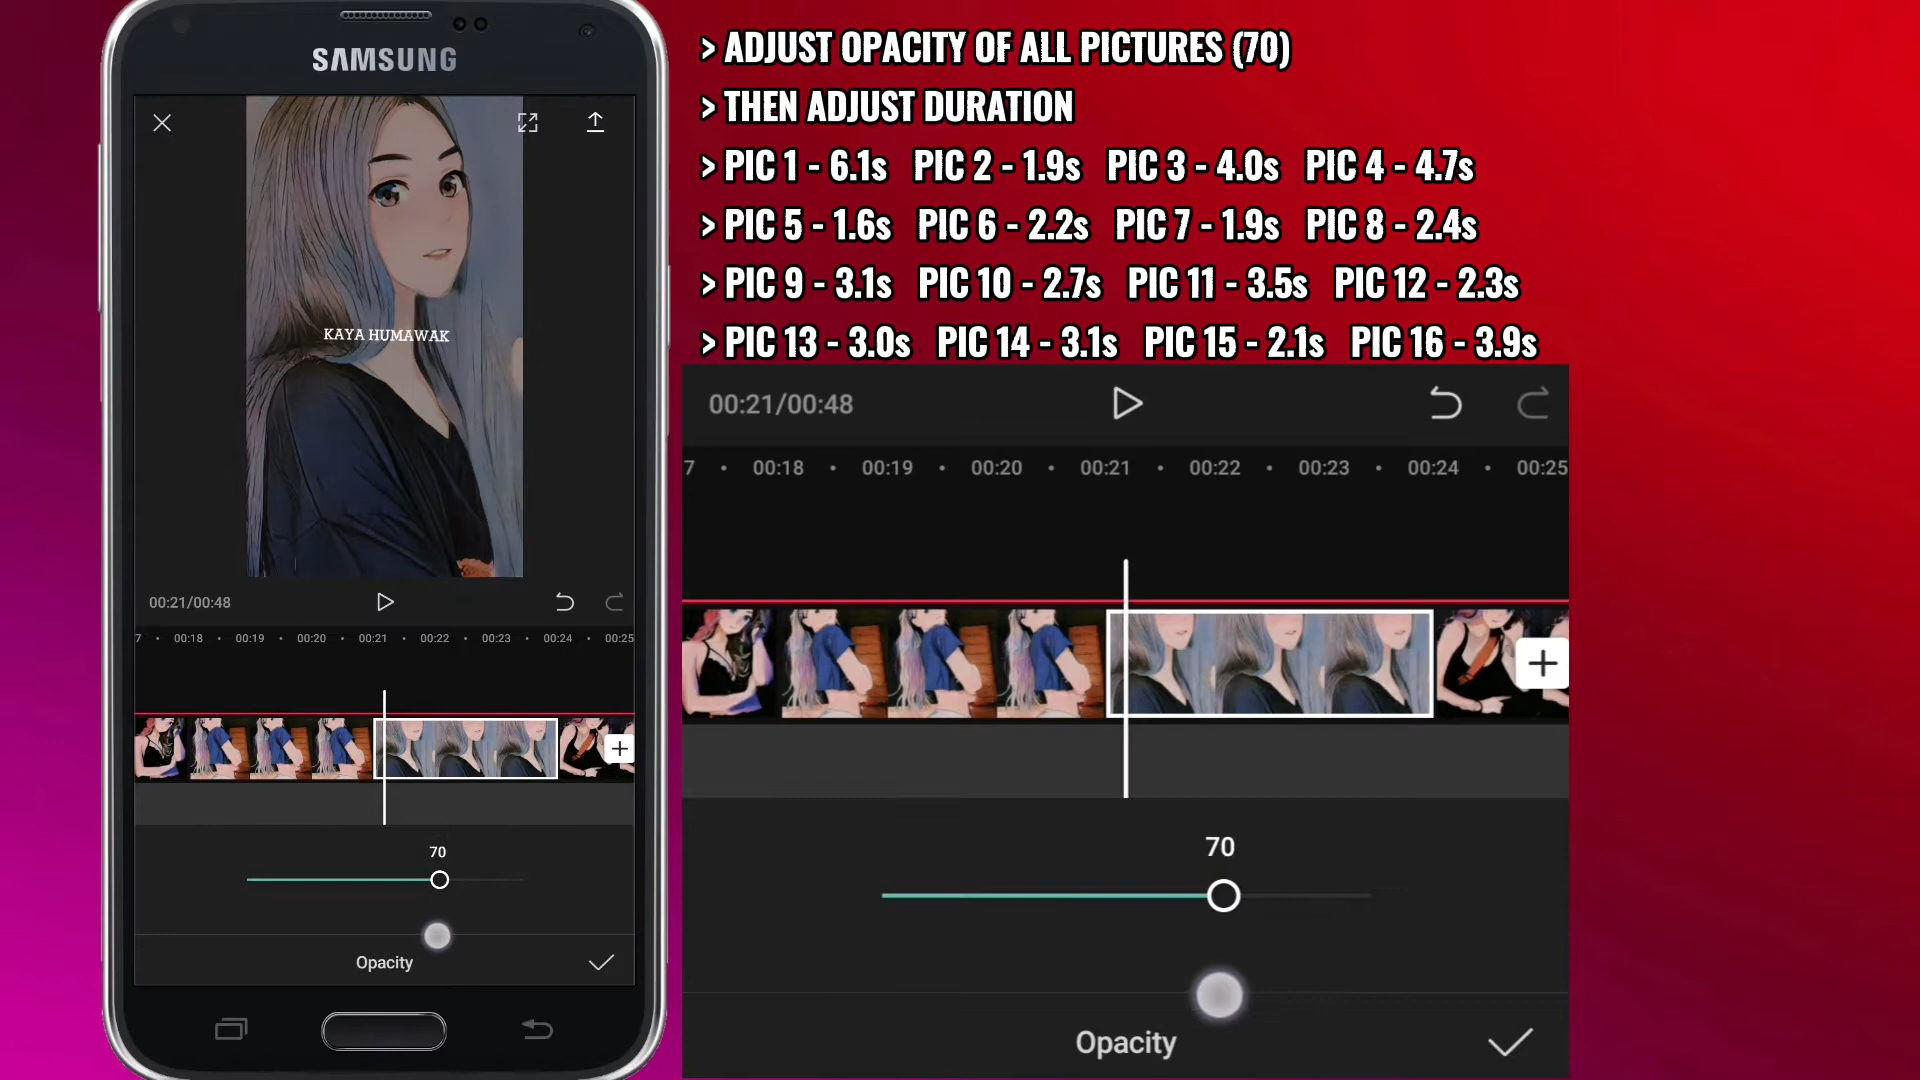 SAMSUNG
KAYA HUMAWAK
00:21/00:48
7 00:18 00:19 00:20 00:21 00:22 00:23 00:24 00:25
70
Opacity
> ADJUST OPACITY OF ALL PICTURES (70)
> THEN ADJUST DURATION
> PIC 1 - 6.1s PIC 2 - 1.9s PIC 3 - 4.0s PIC 4 - 4.7s
> PIC 5 - 1.6s PIC 6 - 2.2s PIC 7 - 1.9s PIC 8 - 2.4s
> PIC 9 - 3.1s PIC 10 - 2.7s PIC 11 - 3.5s PIC 12 - 2.3s
> PIC 13 - 3.0s PIC 14 - 3.1s PIC 15 - 2.1s PIC 16 - 3.9s
00:21/00:48
7 00:18 00:19 00:20 00:21 00:22 00:23 00:24 00:25
70
Opacity